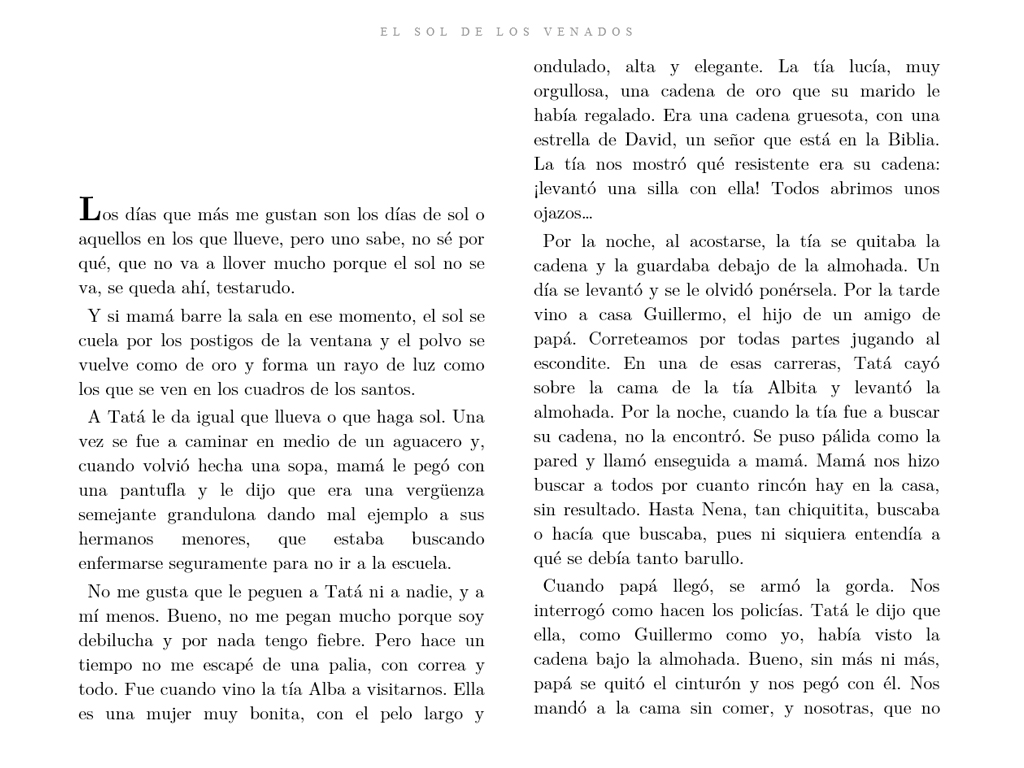 EL SOL DE LOS VENADOS
Los días que más me gustan son los días de sol o
aquellos en los que llueve, pero uno sabe, no sé por
qué, que no va a llover mucho porque el sol no se
va, se queda ahí, testarudo.
Y si mamá barre la sala en ese momento, el sol se
cuela por los postigos de la ventana y el polvo se
vuelve como de oro y forma un rayo de luz como
los que se ven en los cuadros de los santos.
A Tatá le da igual que llueva o que haga sol. Una
vez se fue a caminar en medio de un aguacero y,
cuando volvió hecha una sopa, mamá le pegó con
una pantufla y le dijo que era una vergüenza
semejante grandulona dando mal ejemplo a sus
hermanos menores, que estaba buscando
enfermarse seguramente para no ir a la escuela.
No me gusta que le peguen a Tatá ni a nadie, y a
mí menos. Bueno, no me pegan mucho porque soy
debilucha y por nada tengo fiebre. Pero hace un
tiempo no me escapé de una palia, con correa y
todo. Fue cuando vino la tía Alba a visitarnos. Ella
es una mujer muy bonita, con el pelo largo y
ondulado, alta y elegante. La tía lucía, muy
orgullosa, una cadena de oro que su marido le
había regalado. Era una cadena gruesota, con una
estrella de David, un señor que está en la Biblia.
La tía nos mostró qué resistente era su cadena:
¡levantó una silla con ella! Todos abrimos unos
ojazos...
Por la noche, al acostarse, la tía se quitaba la
cadena y la guardaba debajo de la almohada. Un
día se levantó y se le olvidó ponérsela. Por la tarde
vino a casa Guillermo, el hijo de un amigo de
papá. Correteamos por todas partes jugando al
escondite. En una de esas carreras, Tatá cayó
sobre la cama de la tía Albita y levantó la
almohada. Por la noche, cuando la tía fue a buscar
su cadena, no la encontró. Se puso pálida como la
pared y llamó enseguida a mamá. Mamá nos hizo
buscar a todos por cuanto rincón hay en la casa,
sin resultado. Hasta Nena, tan chiquitita, buscaba
o hacía que buscaba, pues ni siquiera entendía a
qué se debía tanto barullo.
Cuando papá llegó, se armó la gorda. Nos
interrogó como hacen los policías. Tatá le dijo que
ella, como Guillermo como yo, había visto la
cadena bajo la almohada. Bueno, sin más ni más,
papá se quitó el cinturón y nos pegó con él. Nos
mandó a la cama sin comer, y nosotras, que no